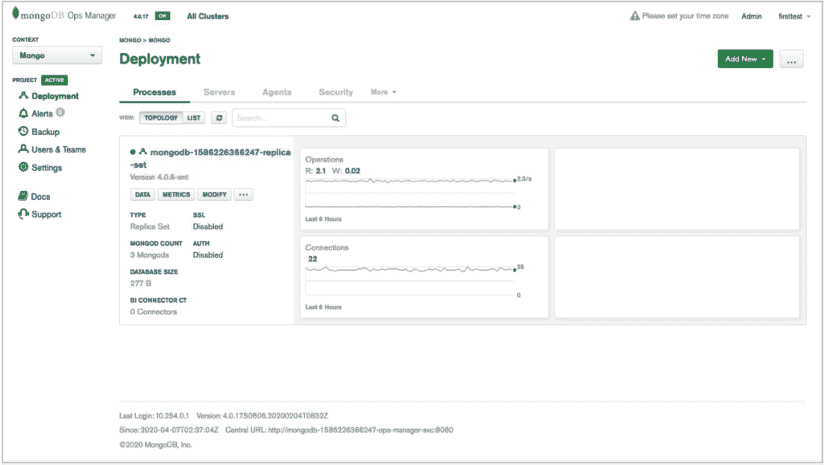 mongoDB Ops Manager 4.0.17 OK All Clusters Please set your time zone Admin firsttest
CONTEXT
Mongo
PROJECT ACTIVE
Deployment
Alerts
Backup
Users & Teams
Settings
Docs
Support
MONGO > MONGO
Deployment
Add New
...
Processes Servers Agents Security More
VIEW: TOPOLOGY LIST Search...
mongodb-1586226366247-replica
-set
Version 4.0.6-ent
DATA METRICS MODIFY ...
TYPE SSL
Replica Set Disabled
MONGOD COUNT AUTH
3 Mongods Disabled
DATABASE SIZE
277 B
BI CONNECTOR CT
0 Connectors
Operations
R: 2.1 W: 0.02
2.3/s
0
Last 6 Hours
Connections
22
0
Last 6 Hours
Last Login: 10.254.0.1 Version: 4.0.17.50606.20200204T0832Z
Since: 2020-04-07T02:37:04Z Central URL: http://mongodb-1586226366247-ops-manager-svc:8080
©2020 MongoDB, Inc.